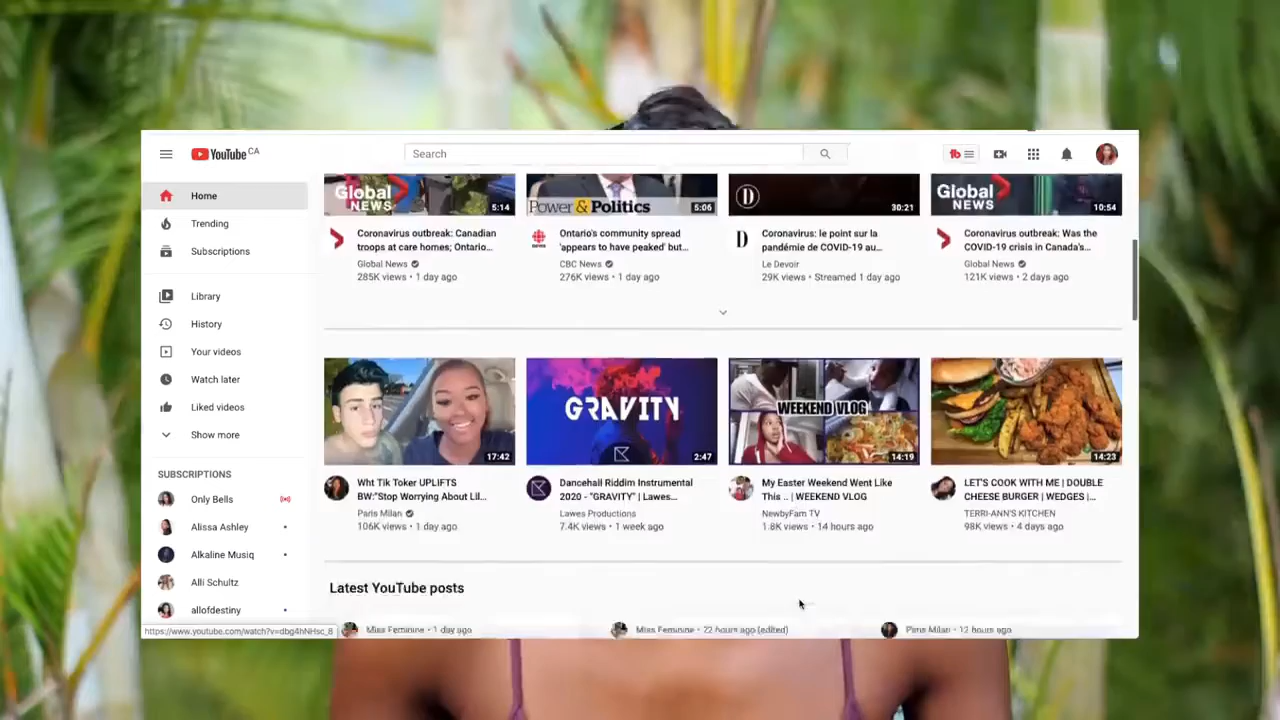 YouTube CA
Search
Home
Trending
Subscriptions
Library
History
Your videos
Watch later
Liked videos
Show more
SUBSCRIPTIONS
Only Bells
Alissa Ashley
Alkaline Musiq
Alli Schultz
allofdestiny
https://www.youtube.com/watch?v=dbg4hNHsc_8
Global NEWS
5:14
Coronavirus outbreak: Canadian
troops at care homes; Ontario...
Global News
285K views • 1 day ago
Power & Politics
5:06
Ontario's community spread
'appears to have peaked' but...
CBC News
276K views • 1 day ago
D
30:21
D
Coronavirus: le point sur la
pandémie de COVID-19 au...
Le Devoir
29K views • Streamed 1 day ago
Global NEWS
10:54
Coronavirus outbreak: Was the
COVID-19 crisis in Canada's...
Global News
121K views • 2 days ago
17:42
Wht Tik Toker UPLIFTS
BW:"Stop Worrying About Lil...
Paris Milan
106K views • 1 day ago
GRAVITY
2:47
Dancehall Riddim Instrumental
2020 - "GRAVITY" | Lawes...
Lawes Productions
7.4K views • 1 week ago
WEEKEND VLOG
14:19
My Easter Weekend Went Like
This .. | WEEKEND VLOG
NewbyFam TV
1.8K views • 14 hours ago
14:23
LET'S COOK WITH ME | DOUBLE
CHEESE BURGER | WEDGES |...
TERRI-ANN'S KITCHEN
98K views • 4 days ago
Latest YouTube posts
Miss Feminine • 1 day ago
Miss Feminine • 22 hours ago (edited)
Paris Milan • 12 hours ago